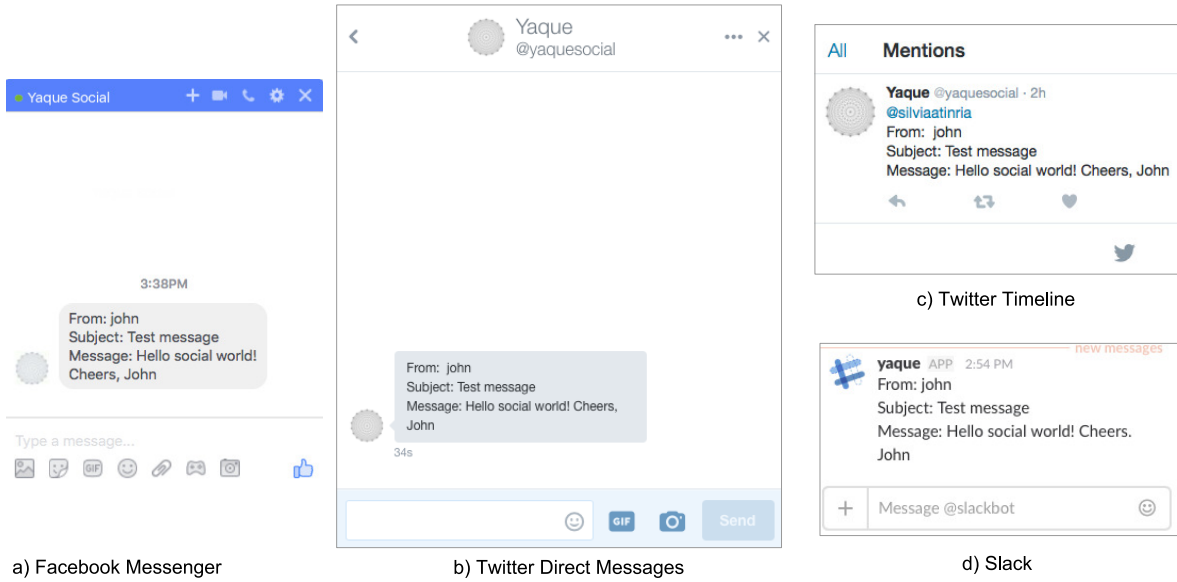 Yaque Social
3:38PM
From: john
Subject: Test message
Message: Hello social world!
Cheers, John
Type a message...
GIF
a) Facebook Messenger
Yaque
@yaquesocial
From:  john
Subject: Test message
Message: Hello social world! Cheers,
John
34s
GIF
Send
b) Twitter Direct Messages
All Mentions
Yaque @yaquesocial · 2h
@silviaatinria
From:  john
Subject: Test message
Message: Hello social world! Cheers, John
c) Twitter Timeline
new messages
yaque APP 2:54 PM
From: john
Subject: Test message
Message: Hello social world! Cheers.
John
Message @slackbot
d) Slack